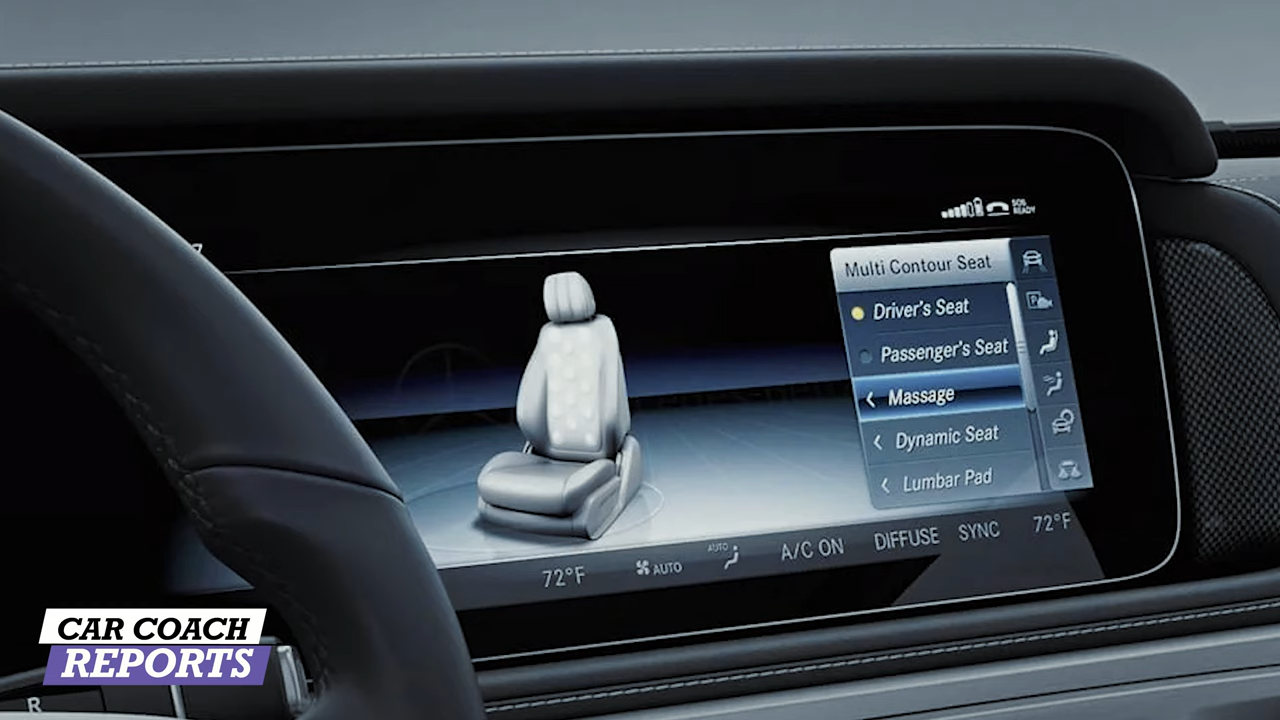 SOS
READY
Multi Contour Seat
Driver's Seat
Passenger's Seat
Massage
Dynamic Seat
Lumbar Pad
72°F
AUTO
AUTO
A/C ON
DIFFUSE
SYNC
72°F
CAR COACH
REPORTS
R